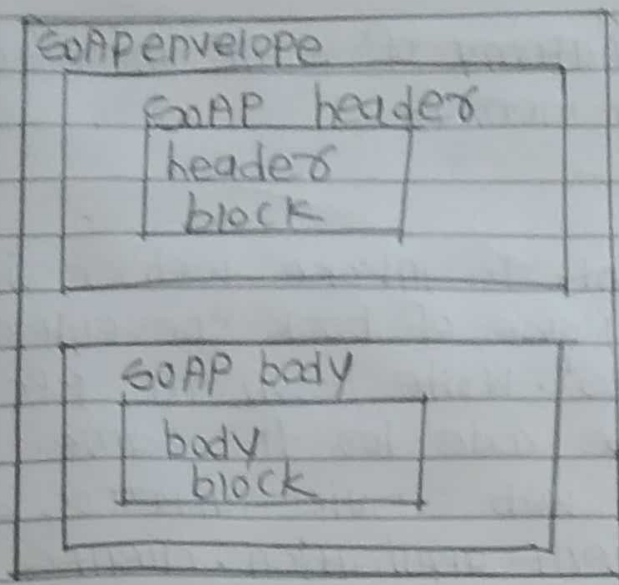 SOAP envelope
SOAP header
header
block
SOAP body
body
block